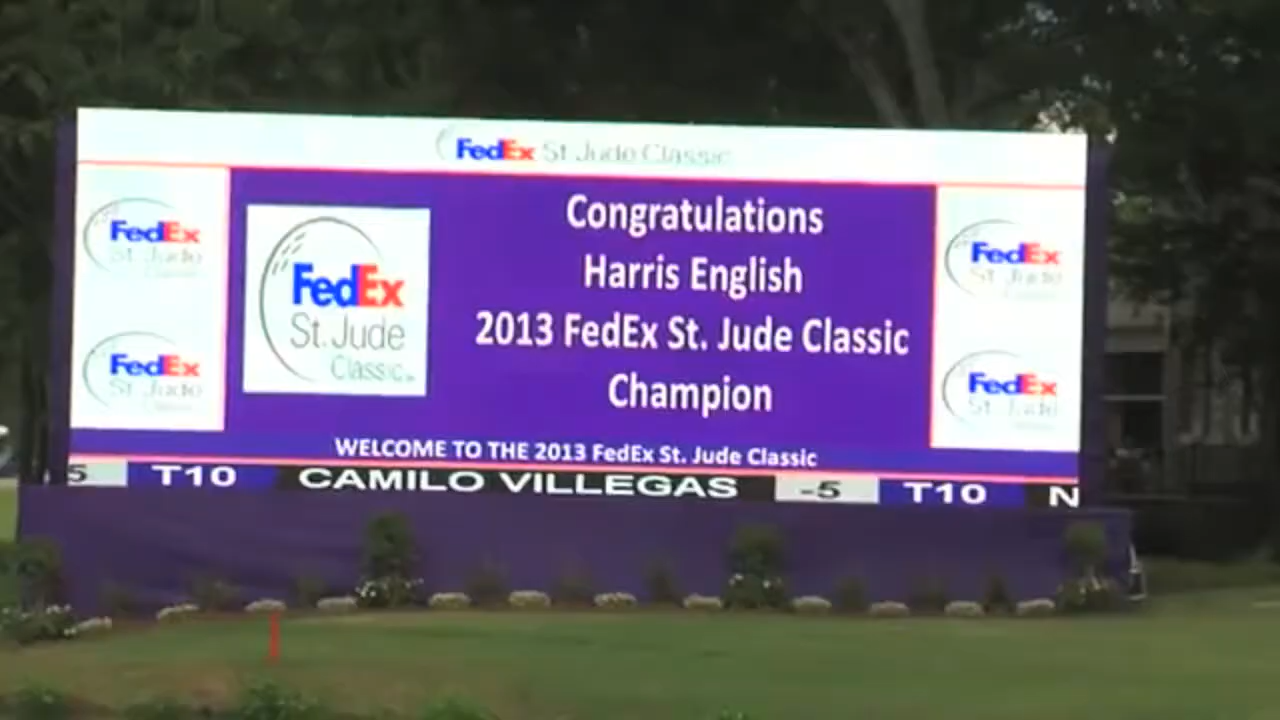 FedEx St. Jude Classic
FedEx
St. Jude
FedEx
St. Jude
FedEx
St. Jude
Classic
Congratulations
Harris English
2013 FedEx St. Jude Classic
Champion
FedEx
St. Jude
FedEx
St. Jude
WELCOME TO THE 2013 FedEx St. Jude Classic
5 T10 CAMILO VILLEGAS -5 T10 N